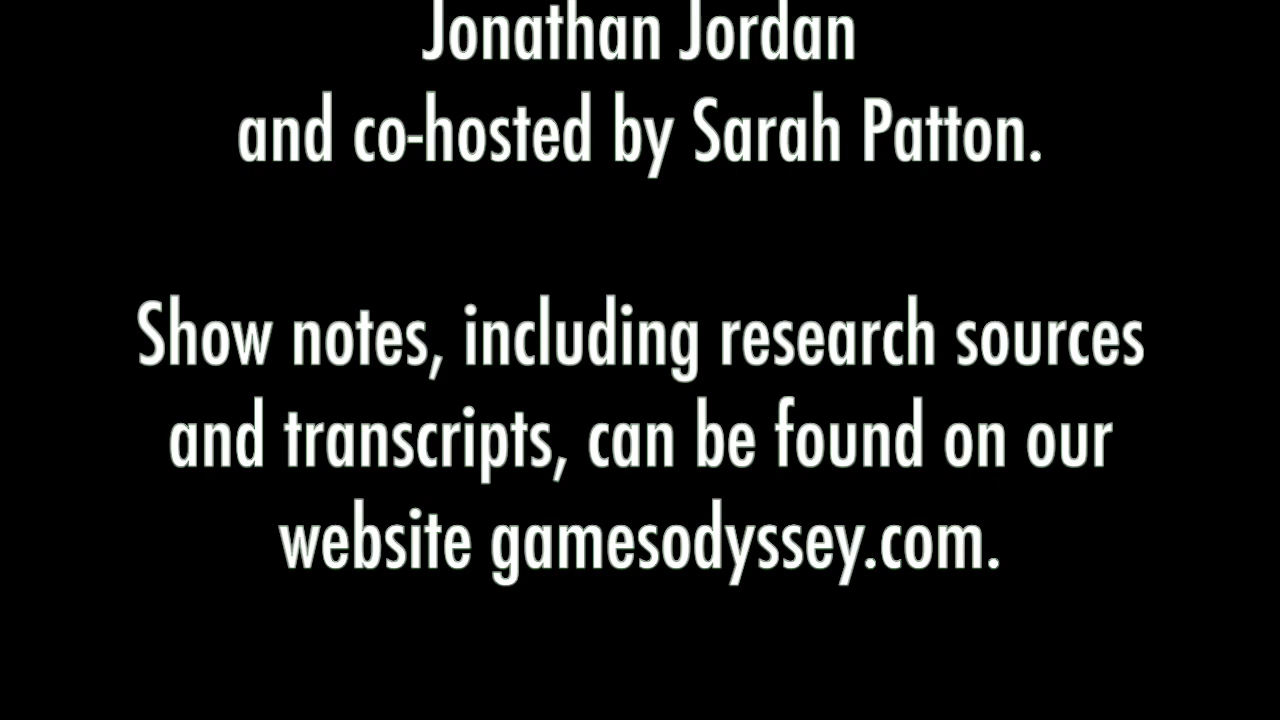 Jonathan Jordan
and co-hosted by Sarah Patton.
Show notes, including research sources
and transcripts, can be found on our
website gamesodyssey.com.